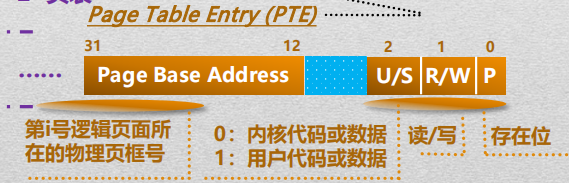 Page Table Entry (PTE)
31 12 2 1 0
Page Base Address U/S R/W P
第i号逻辑页面所
在的物理页框号
0：内核代码或数据
1：用户代码或数据
读/写
存在位